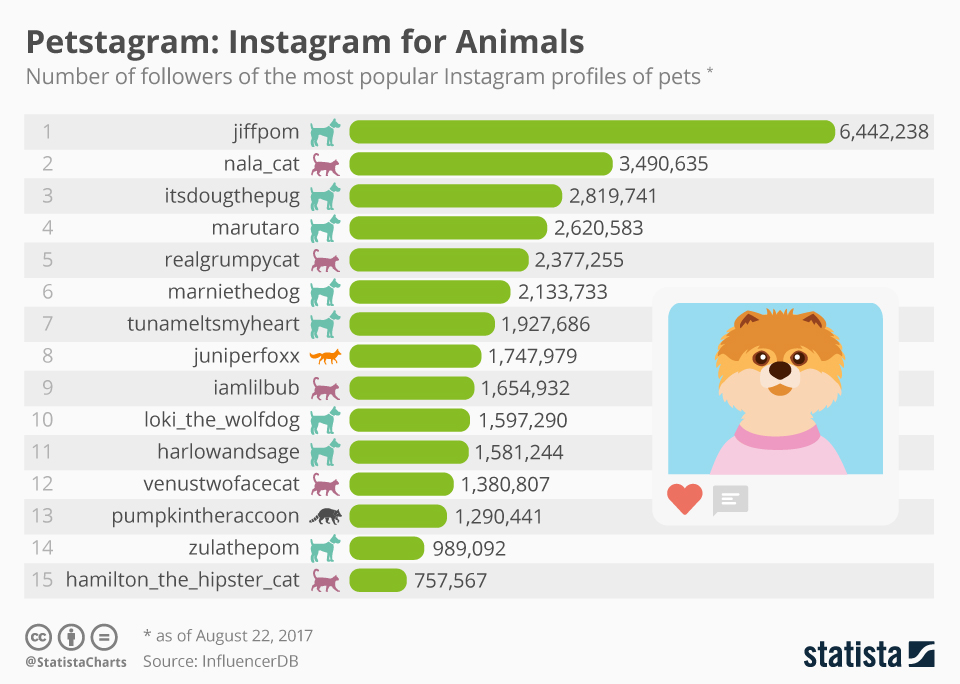 Petstagram: Instagram for Animals
Number of followers of the most popular Instagram profiles of pets *
1 jiffpom 6,442,238
2 nala_cat 3,490,635
3 itsdougthepug 2,819,741
4 marutaro 2,620,583
5 realgrumpycat 2,377,255
6 marniethedog 2,133,733
7 tunameltsmyheart 1,927,686
8 juniperfoxx 1,747,979
9 iamlilbub 1,654,932
10 loki_the_wolfdog 1,597,290
11 harlowandsage 1,581,244
12 venustwofacecat 1,380,807
13 pumpkintheraccoon 1,290,441
14 zulathepom 989,092
15 hamilton_the_hipster_cat 757,567
cc
* as of August 22, 2017
@StatistaCharts Source: InfluencerDB
statista